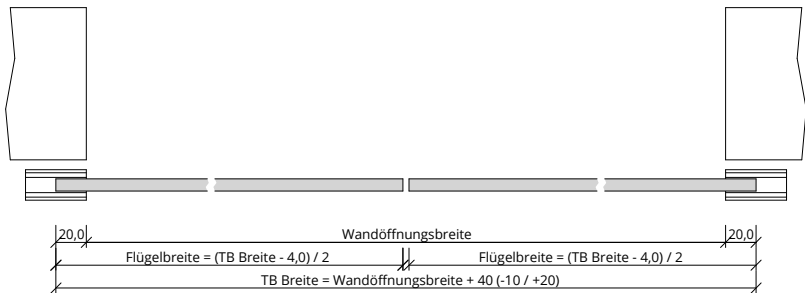 20,0 Wandöffnungsbreite 20,0
Flügelbreite = (TB Breite - 4,0) / 2 Flügelbreite = (TB Breite - 4,0) / 2
TB Breite = Wandöffnungsbreite + 40 (-10 / +20)